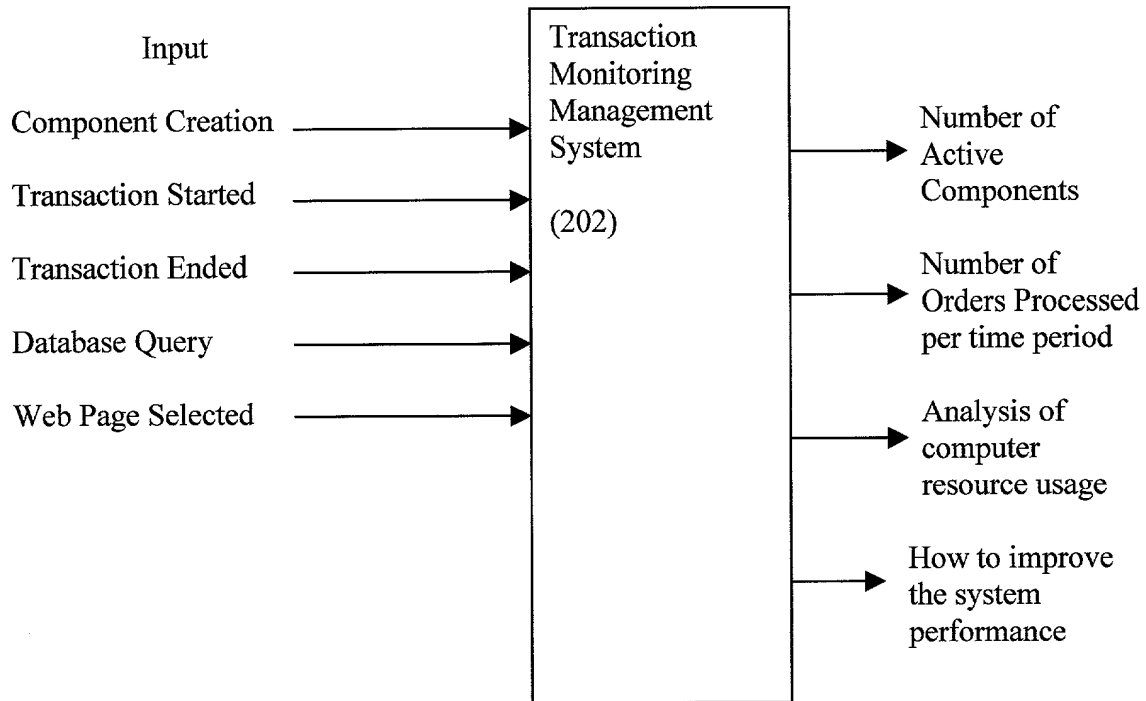 Input
Component Creation
Transaction Started
Transaction Ended
Database Query
Web Page Selected
Transaction
Monitoring
Management
System
(202)
Number of
Active
Components
Number of
Orders Processed
per time period
Analysis of
computer
resource usage
How to improve
the system
performance